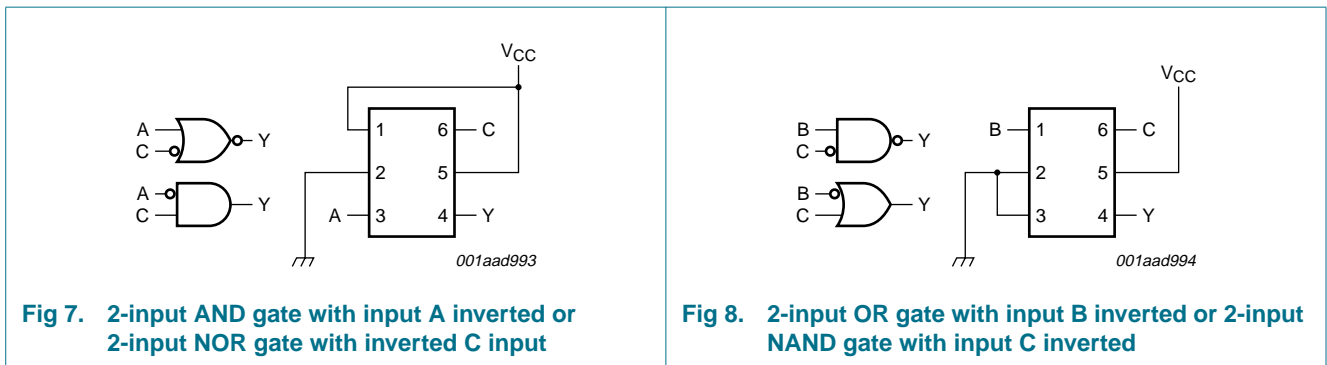 VCC
A
C
Y
A
C
Y
1 6 C
2 5
A 3 4 Y
001aad993
Fig 7. 2-input AND gate with input A inverted or
2-input NOR gate with inverted C input
VCC
B
C
Y
B
C
Y
B 1 6 C
2 5
3 4 Y
001aad994
Fig 8. 2-input OR gate with input B inverted or 2-input
NAND gate with input C inverted